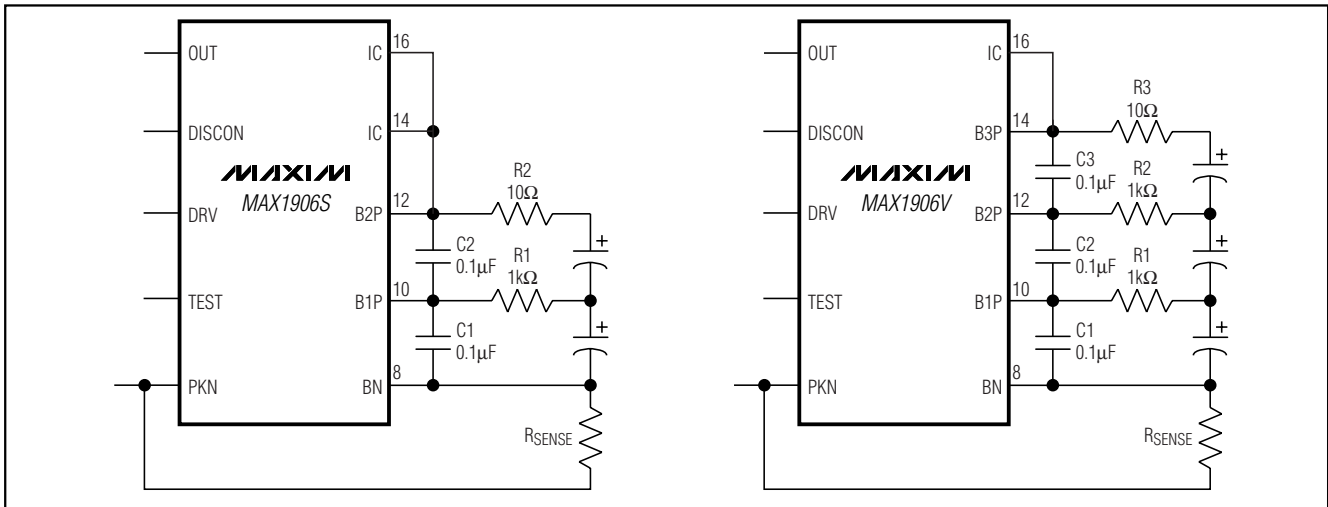 OUT
IC
16
DISCON
IC
14
MAXIM
MAX1906S
R2
10Ω
DRV
B2P
12
C2
0.1μF
R1
1kΩ
TEST
B1P
10
C1
0.1μF
PKN
BN
8
RSENSE
+
+
OUT
IC
16
R3
10Ω
DISCON
B3P
14
MAXIM
MAX1906V
C3
0.1μF
R2
1kΩ
DRV
B2P
12
C2
0.1μF
R1
1kΩ
TEST
B1P
10
C1
0.1μF
PKN
BN
8
RSENSE
+
+
+